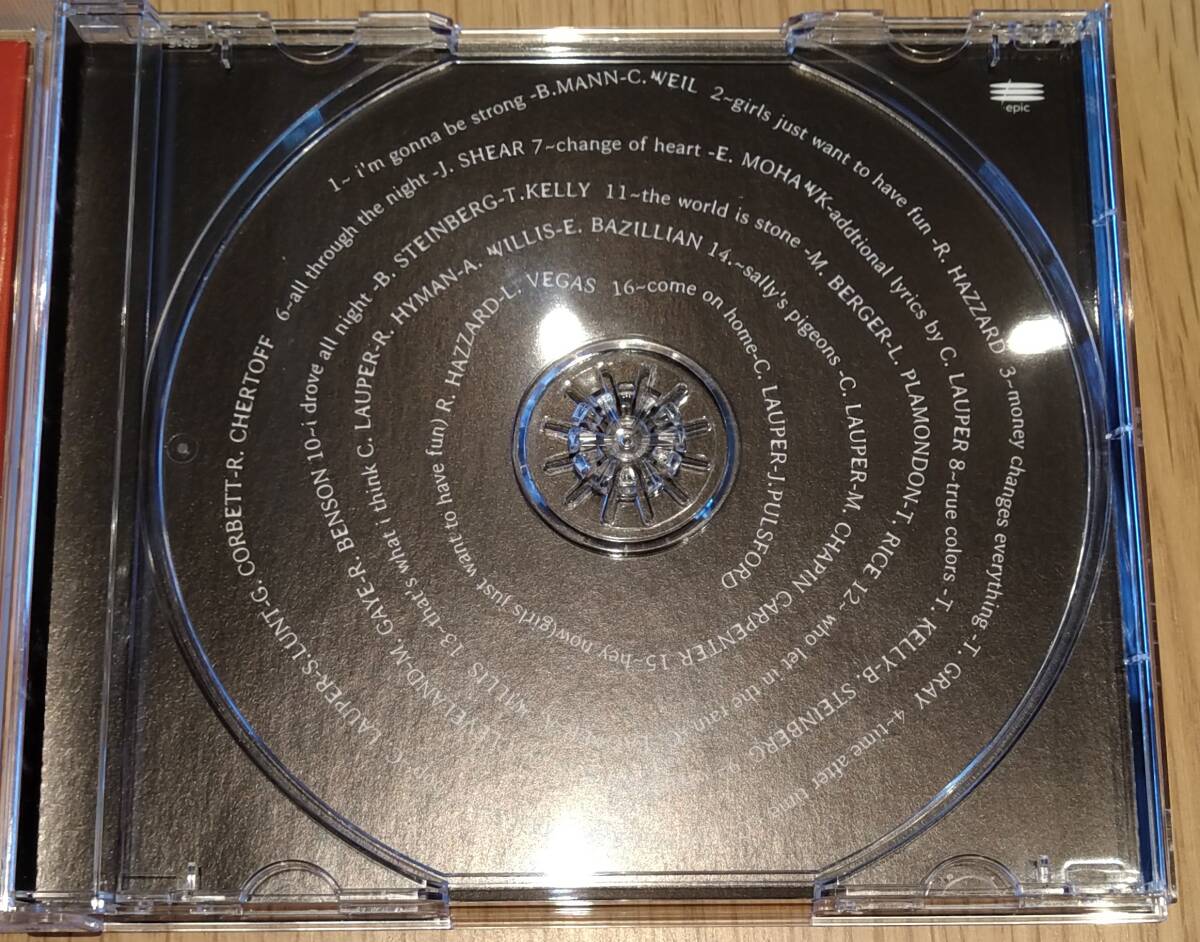 epic
1~ i'm gonna be strong -B.MANN-C. WEIL 2~girls just want to have fun -R. HAZZARD 3~money changes everything -T. GRAY 4~time after time
op-C. LAUPER-S.LUNT-G. CORBETT-R. CHERTOFF 6~all through the night -J. SHEAR 7~change of heart -E. MOHAWK-addtional lyrics by C. LAUPER 8~true colors -T. KELLY-B. STEINBERG
LEVELAND-M. GAYE-R. BENSON 10~i drove all night -B. STEINBERG-T.KELLY 11~the world is stone -M. BERGER-L. PLAMONDON-T. RICE 12~ who let in the rain
WILLIS 13~that's what i think C. LAUPER-R. HYMAN-A. WILLIS-E. BAZILLIAN 14.~sally's pigeons -C. LAUPER-M. CHAPIN CARPENTER 15~hey now(girls just want to have fun) R. HAZZARD-L. VEGAS 16~come on home-C. LAUPER-J.PULSFORD